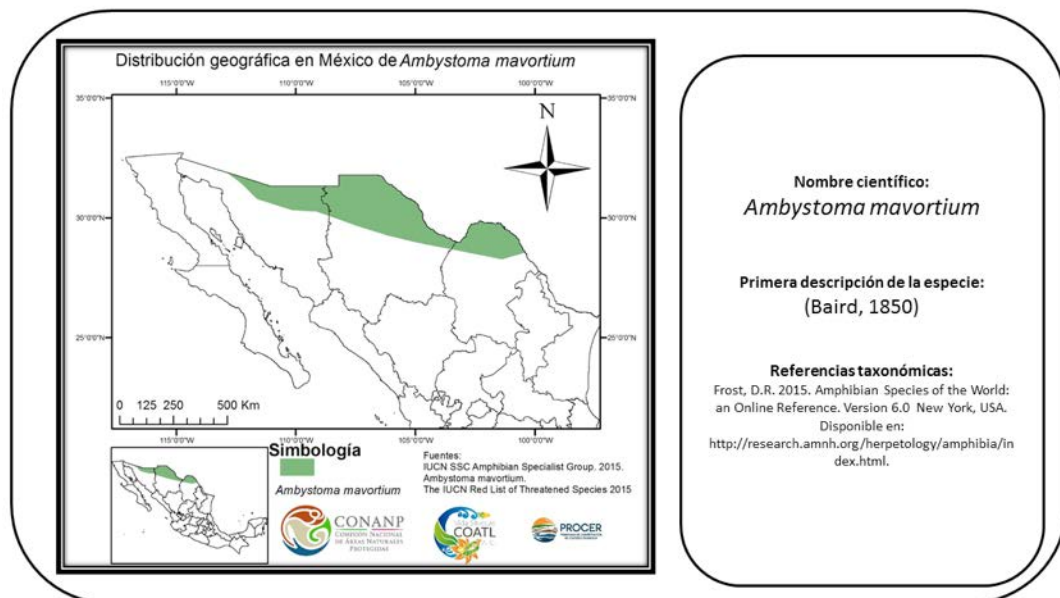 Distribución geográfica en México de Ambystoma mavortium
115°0'0"W 110°0'0"W 105°0'0"W 100°0'0"W
35°0'0"N 35°0'0"N
N
30°0'0"N 30°0'0"N
25°0'0"N 25°0'0"N
0 125 250 500 Km
115°0'0"W 110°0'0"W 105°0'0"W 100°0'0"W
Simbología
Ambystoma mavortium
Fuentes:
IUCN SSC Amphibian Specialist Group. 2015.
Ambystoma mavortium.
The IUCN Red List of Threatened Species 2015
CONANP
COMISIÓN NACIONAL
DE ÁREAS NATURALES
PROTEGIDAS
COATL
PROCER
Nombre científico:
Ambystoma mavortium
Primera descripción de la especie:
(Baird, 1850)
Referencias taxonómicas:
Frost, D.R. 2015. Amphibian Species of the World:
an Online Reference. Version 6.0 New York, USA.
Disponible en:
http://research.amnh.org/herpetology/amphibia/in
dex.html.